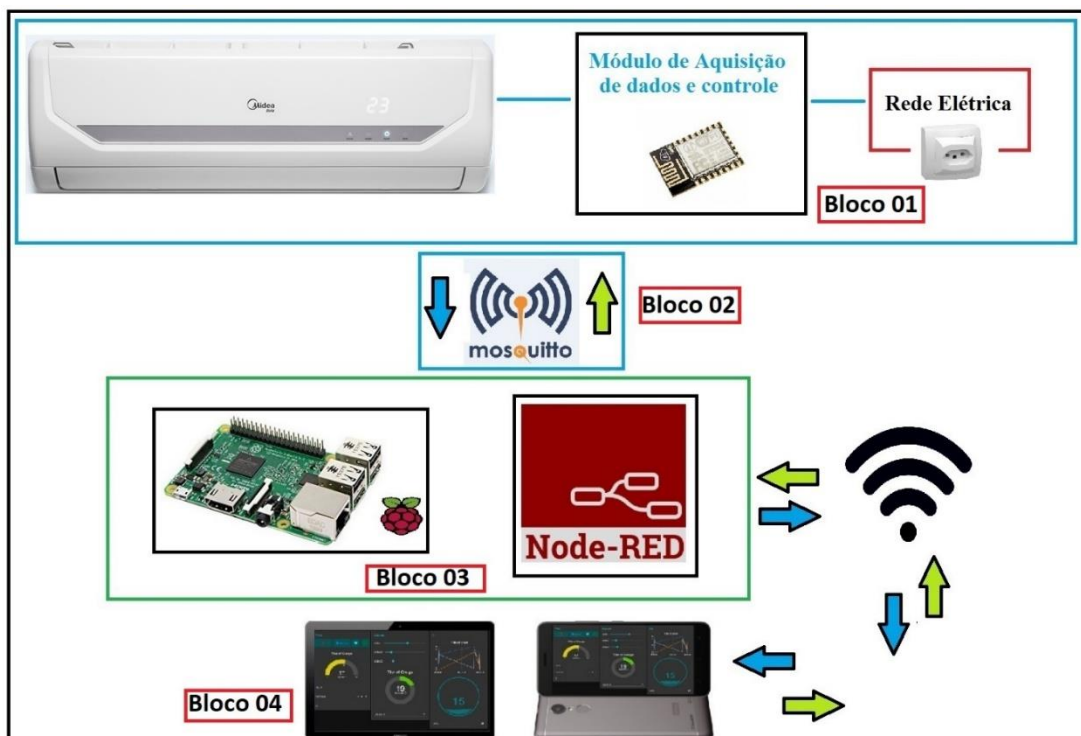 Midea
23
Módulo de Aquisição
de dados e controle
Rede Elétrica
Bloco 01
mosquitto
Bloco 02
Node-RED
Bloco 03
Bloco 04